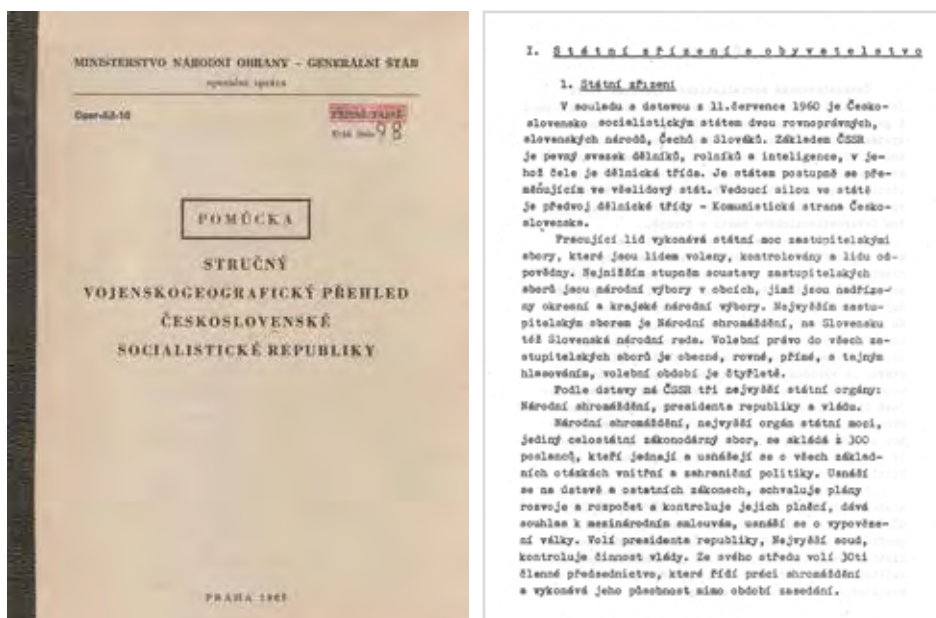 MINISTERSTVO NÁRODNÍ OBRANY - GENERÁLNÍ ŠTÁB
operační správa
Oper-52-10
PŘÍSNĚ TAJNÉ
98
POMŮCKA
STRUČNÝ
VOJENSKOGEOGRAFICKÝ PŘEHLED
ČESKOSLOVENSKÉ
SOCIALISTICKÉ REPUBLIKY
PRAHA 1965
I. Státní zřízení a obyvatelstvo
1. Státní zřízení
V souladu s ústavou z 11.července 1960 je Česko-
slovensko socialistickým státem dvou rovnoprávných,
slovanských národů, Čechů a Slováků. Základem ČSSR
je pevný svazek dělníků, rolníků a inteligence, v je-
hož čele je dělnická třída. Je státem postupně se pře-
měňujícím ve všelidový stát. Vedoucí silou ve státě
je předvoj dělnické třídy - Komunistická strana Česko-
slovenska.
Pracující lid vykonává státní moc zastupitelskými
sbory, které jsou lidem voleny, kontrolovány a lidu od-
povědny. Nejnižším stupněm soustavy zastupitelských
sborů jsou národní výbory v obcích, jimž jsou nadříze-
ny okresní a krajské národní výbory. Nejvyšším zastu-
pitelským sborem je Národní shromáždění, na Slovensku
též Slovenská národní rada. Volební právo do všech za-
stupitelských sborů je obecné, rovné, přímé, s tajným
hlasováním, volební období je čtyřleté.
Podle ústavy má ČSSR tři nejvyšší státní orgány:
Národní shromáždění, presidenta republiky a vládu.
Národní shromáždění, nejvyšší orgán státní moci,
jediný celostátní zákonodárný sbor, se skládá z 300
poslanců, kteří jednají a usnášejí se o všech základ-
ních otázkách vnitřní a zahraniční politiky. Usnáší
se na ústavě a ostatních zákonech, schvaluje plány
rozvoje a rozpočet a kontroluje jejich plnění, dává
souhlas k mezinárodním smlouvám, usnáší se o vypověze-
ní války. Volí presidenta republiky, Nejvyšší soud,
kontroluje činnost vlády. Ze svého středu volí 30ti
členné předsednictvo, které řídí práci shromáždění
a vykonává jeho působnost mimo období zasedání.